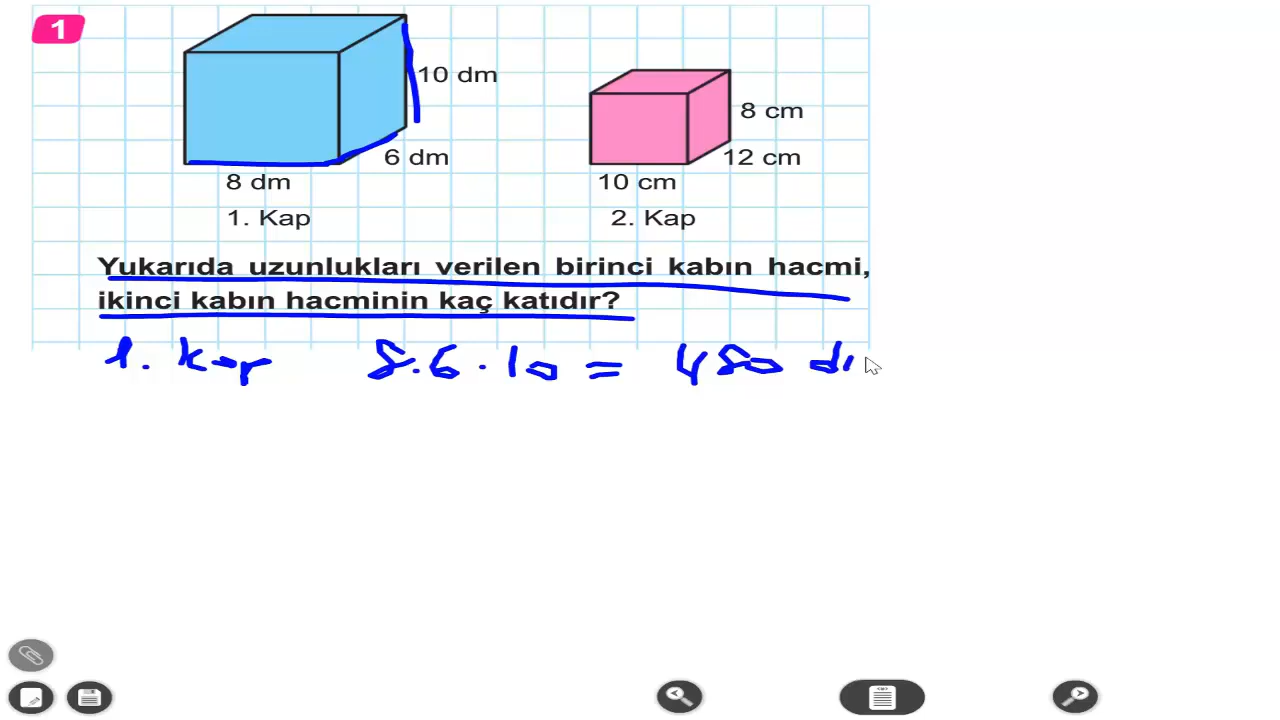 1
10 dm
8 cm
6 dm
12 cm
8 dm
10 cm
1. Kap
2. Kap
Yukarıda uzunlukları verilen birinci kabın hacmi,
ikinci kabın hacminin kaç katıdır?
1. kap 8.6.10 = 480 d